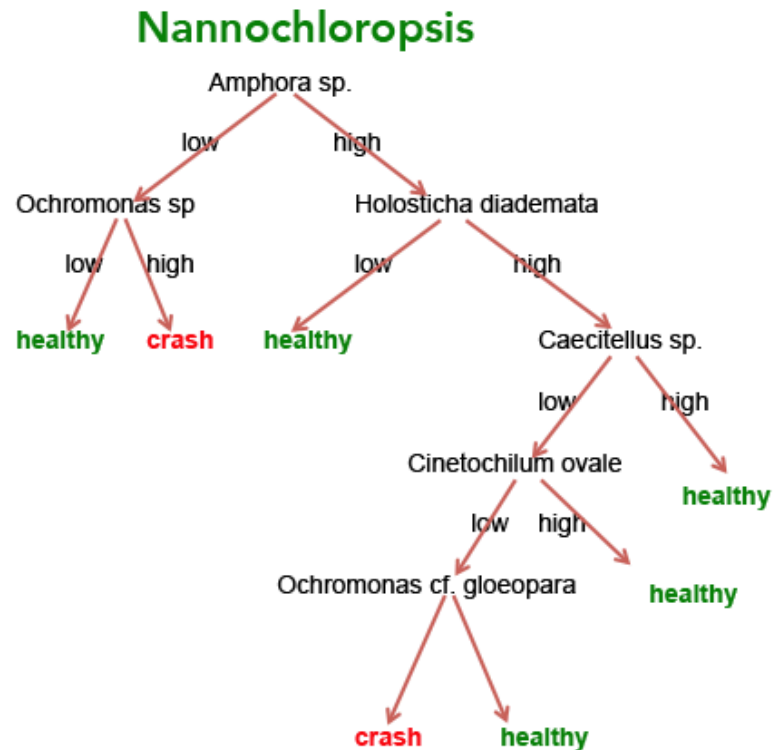 Nannochloropsis
Amphora sp.
low high
Ochromonas sp Holosticha diademata
low high low high
healthy crash healthy Caecitellus sp.
low high
Cinetochilum ovale
healthy
low high
Ochromonas cf. gloeopara
healthy
crash healthy